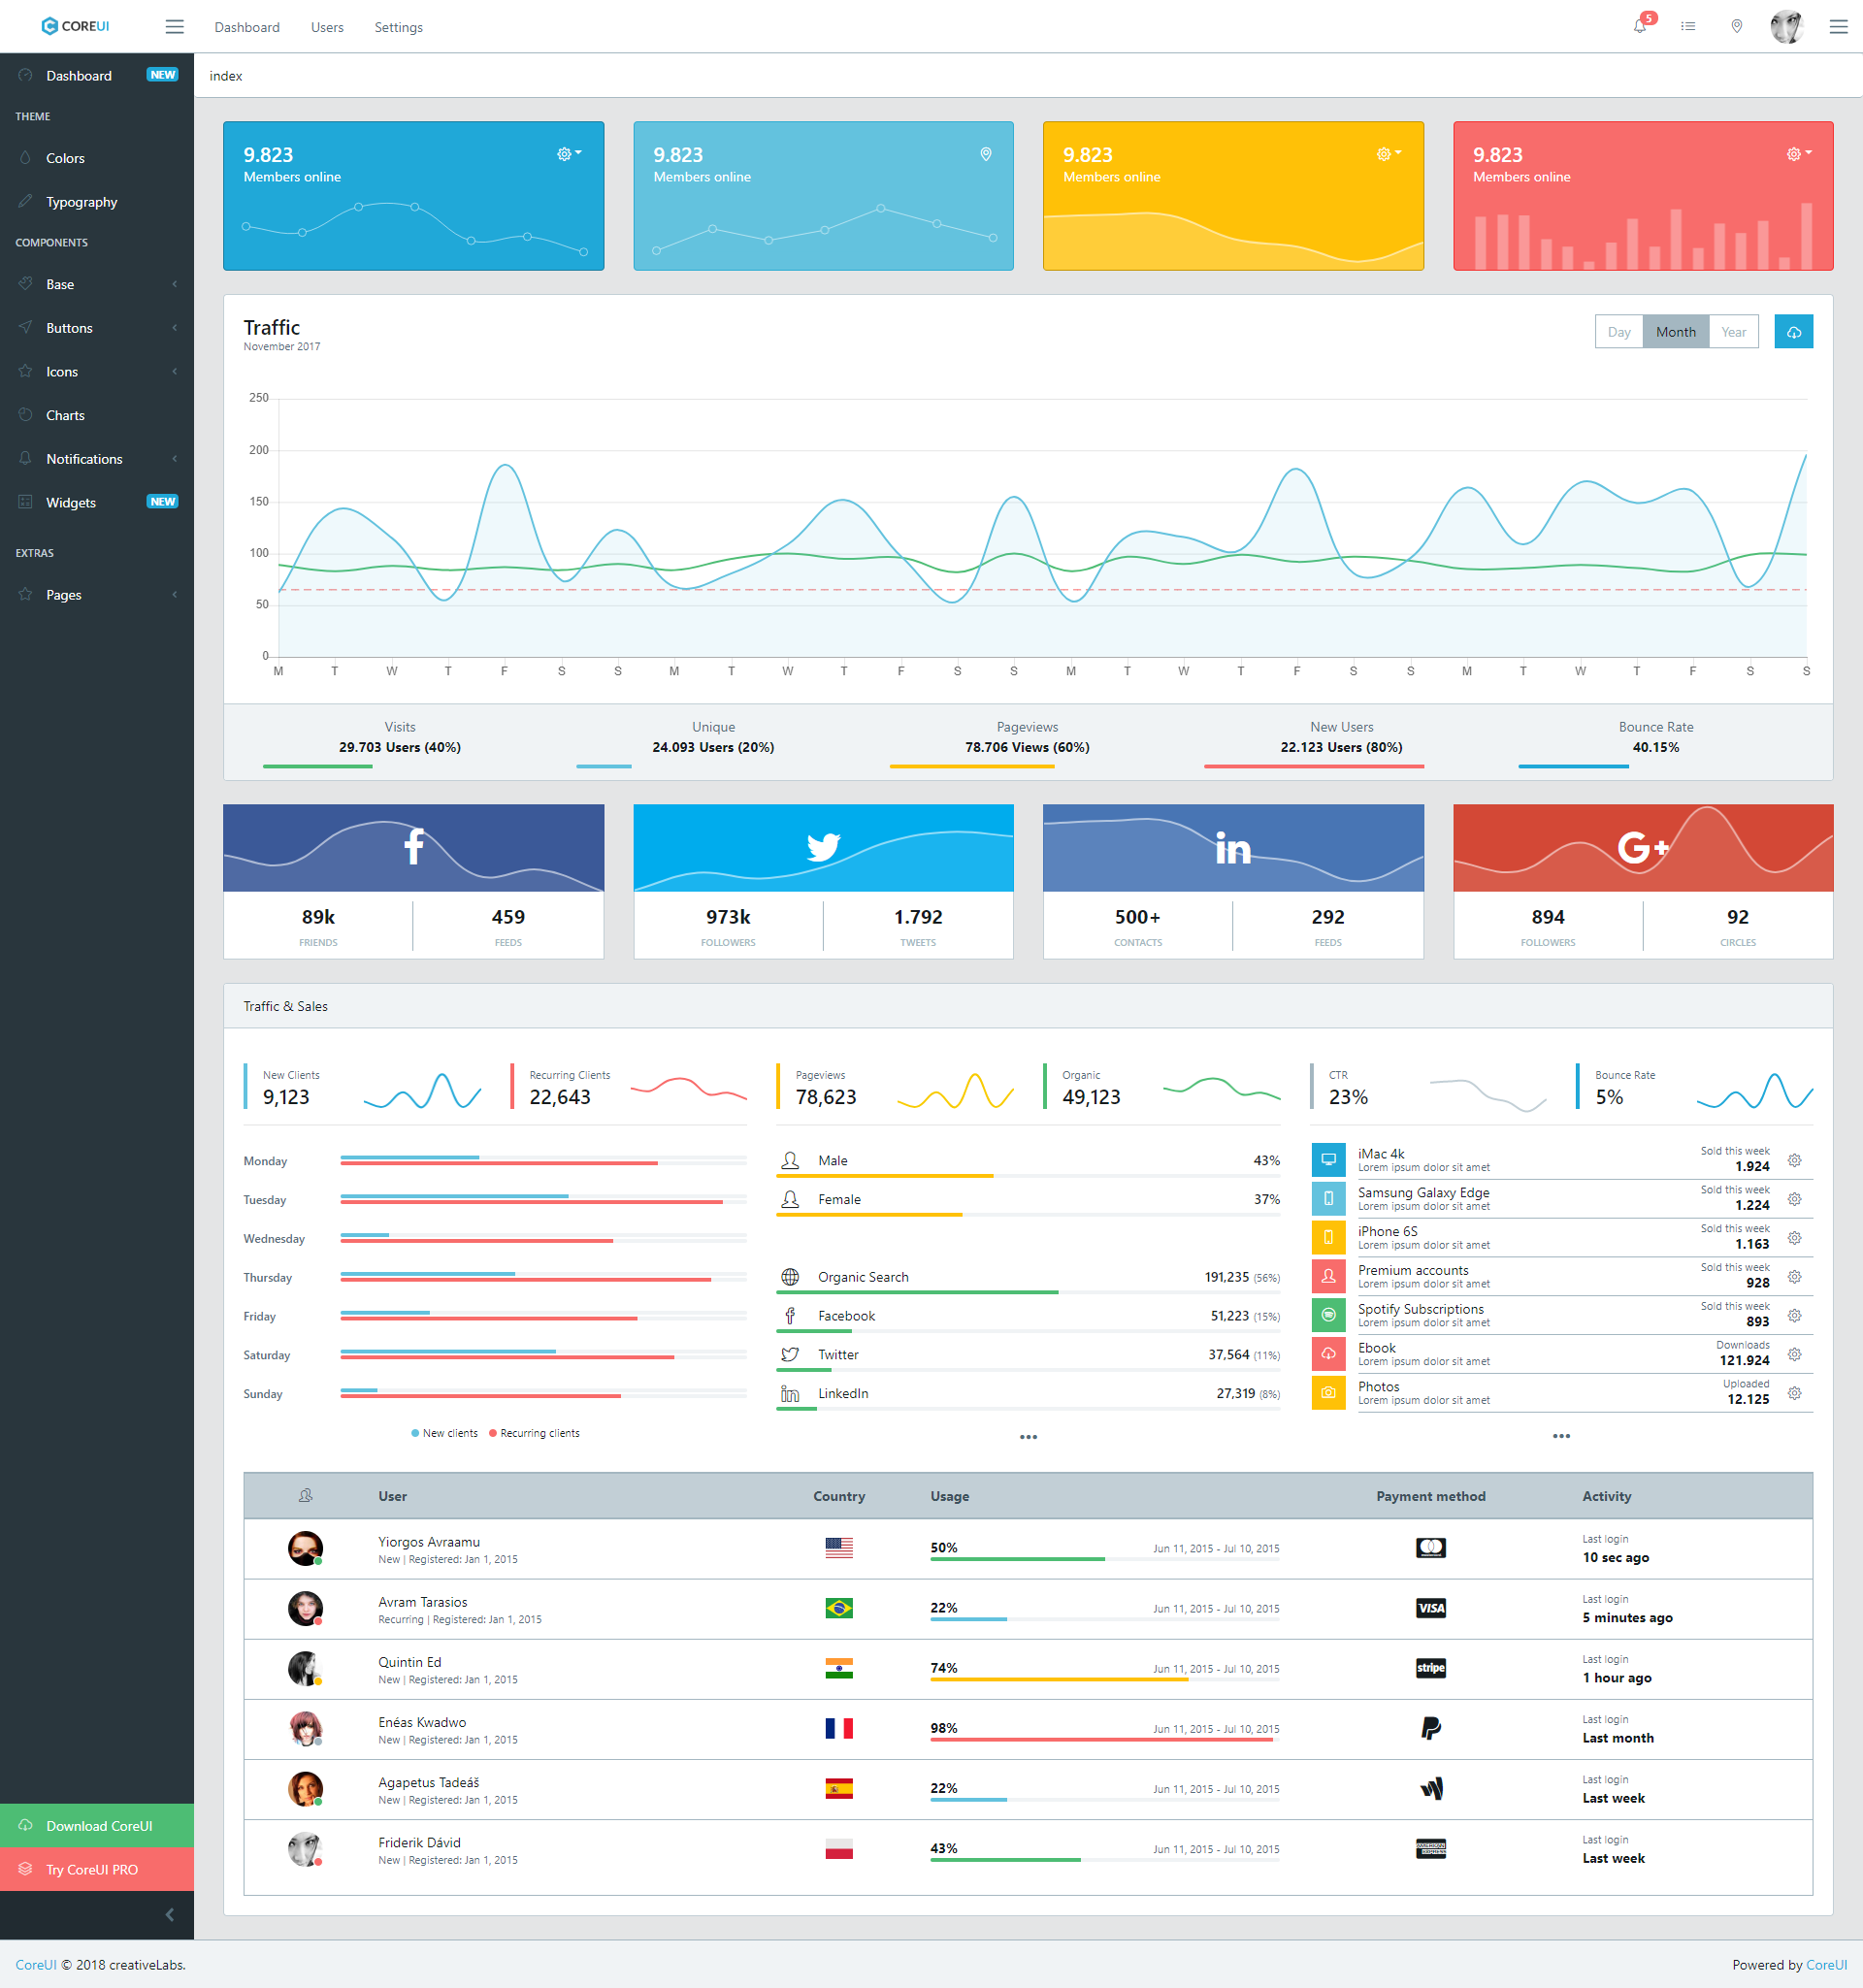 COREUI
Dashboard Users Settings
5
Dashboard NEW
THEME
Colors
Typography
COMPONENTS
Base
Buttons
Icons
Charts
Notifications
Widgets NEW
EXTRAS
Pages
Download CoreUI
Try CoreUI PRO
index
9.823
Members online
9.823
Members online
9.823
Members online
9.823
Members online
Traffic
November 2017
Day Month Year
250
200
150
100
50
0
M T W T F S S M T W T F S S M T W T F S S M T W T F S S
Visits
29.703 Users (40%)
Unique
24.093 Users (20%)
Pageviews
78.706 Views (60%)
New Users
22.123 Users (80%)
Bounce Rate
40.15%
f
89k
FRIENDS
459
FEEDS
973k
FOLLOWERS
1.792
TWEETS
in
500+
CONTACTS
292
FEEDS
G+
894
FOLLOWERS
92
CIRCLES
Traffic & Sales
New Clients
9,123
Recurring Clients
22,643
Pageviews
78,623
Organic
49,123
CTR
23%
Bounce Rate
5%
Monday
Tuesday
Wednesday
Thursday
Friday
Saturday
Sunday
New clients Recurring clients
Male 43%
Female 37%
Organic Search 191,235 (56%)
Facebook 51,223 (15%)
Twitter 37,564 (11%)
LinkedIn 27,319 (8%)
iMac 4k
Lorem ipsum dolor sit amet
Sold this week
1.924
Samsung Galaxy Edge
Lorem ipsum dolor sit amet
Sold this week
1.224
iPhone 6S
Lorem ipsum dolor sit amet
Sold this week
1.163
Premium accounts
Lorem ipsum dolor sit amet
Sold this week
928
Spotify Subscriptions
Lorem ipsum dolor sit amet
Sold this week
893
Ebook
Lorem ipsum dolor sit amet
Downloads
121.924
Photos
Lorem ipsum dolor sit amet
Uploaded
12.125
User Country Usage Payment method Activity
Yiorgos Avraamu
New | Registered: Jan 1, 2015
50% Jun 11, 2015 - Jul 10, 2015
Last login
10 sec ago
Avram Tarasios
Recurring | Registered: Jan 1, 2015
22% Jun 11, 2015 - Jul 10, 2015
VISA
Last login
5 minutes ago
Quintin Ed
New | Registered: Jan 1, 2015
74% Jun 11, 2015 - Jul 10, 2015
stripe
Last login
1 hour ago
Enéas Kwadwo
New | Registered: Jan 1, 2015
98% Jun 11, 2015 - Jul 10, 2015
Last login
Last month
Agapetus Tadeáš
New | Registered: Jan 1, 2015
22% Jun 11, 2015 - Jul 10, 2015
Last login
Last week
Friderik Dávid
New | Registered: Jan 1, 2015
43% Jun 11, 2015 - Jul 10, 2015
Last login
Last week
CoreUI © 2018 creativeLabs.
Powered by CoreUI